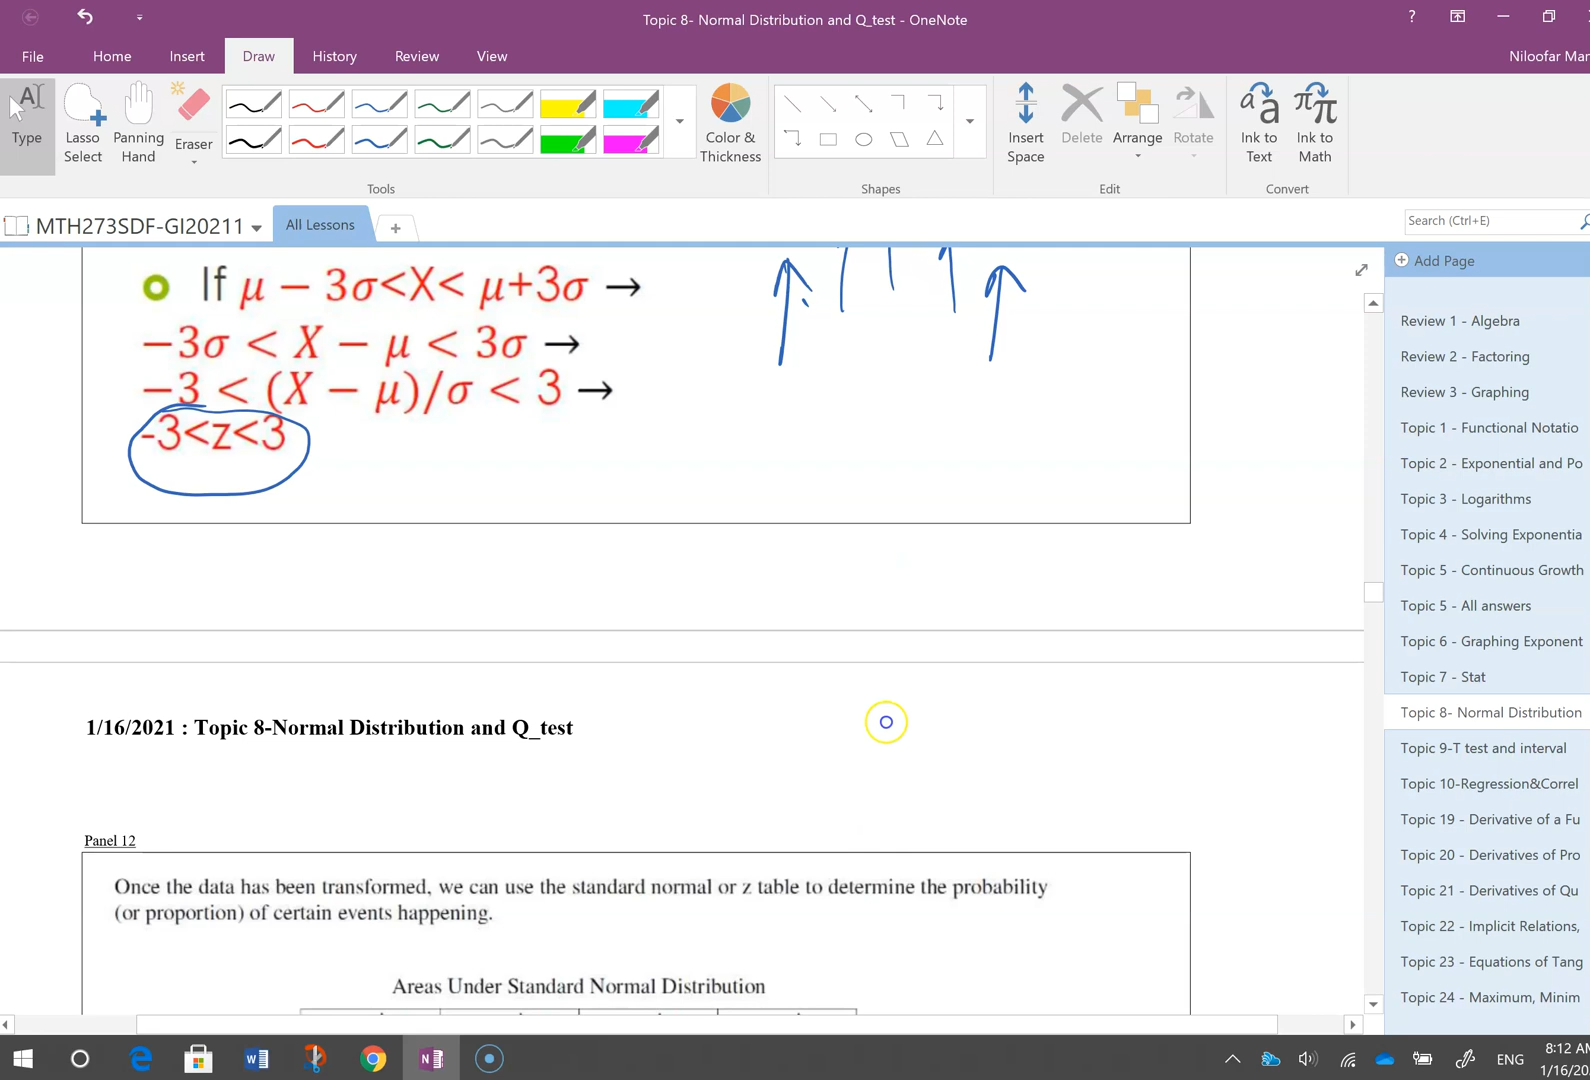 Topic 8- Normal Distribution and Q_test - OneNote
?
File Home Insert Draw History Review View
Niloofar Mar
Type
Lasso Select
Panning Hand
Eraser
Color & Thickness
Insert Space
Delete
Arrange
Rotate
Ink to Text
Ink to Math
Tools Shapes Edit Convert
MTH273SDF-GI20211
All Lessons
+
Search (Ctrl+E)
If μ − 3σ<X< μ+3σ →
−3σ < X − μ < 3σ →
−3 < (X − μ)/σ < 3 →
-3<z<3
1/16/2021 : Topic 8-Normal Distribution and Q_test
Panel 12
Once the data has been transformed, we can use the standard normal or z table to determine the probability
(or proportion) of certain events happening.
Areas Under Standard Normal Distribution
Add Page
Review 1 - Algebra
Review 2 - Factoring
Review 3 - Graphing
Topic 1 - Functional Notatio
Topic 2 - Exponential and Po
Topic 3 - Logarithms
Topic 4 - Solving Exponentia
Topic 5 - Continuous Growth
Topic 5 - All answers
Topic 6 - Graphing Exponent
Topic 7 - Stat
Topic 8- Normal Distribution
Topic 9-T test and interval
Topic 10-Regression&Correl
Topic 19 - Derivative of a Fu
Topic 20 - Derivatives of Pro
Topic 21 - Derivatives of Qu
Topic 22 - Implicit Relations,
Topic 23 - Equations of Tang
Topic 24 - Maximum, Minim
ENG
8:12 AM
1/16/20